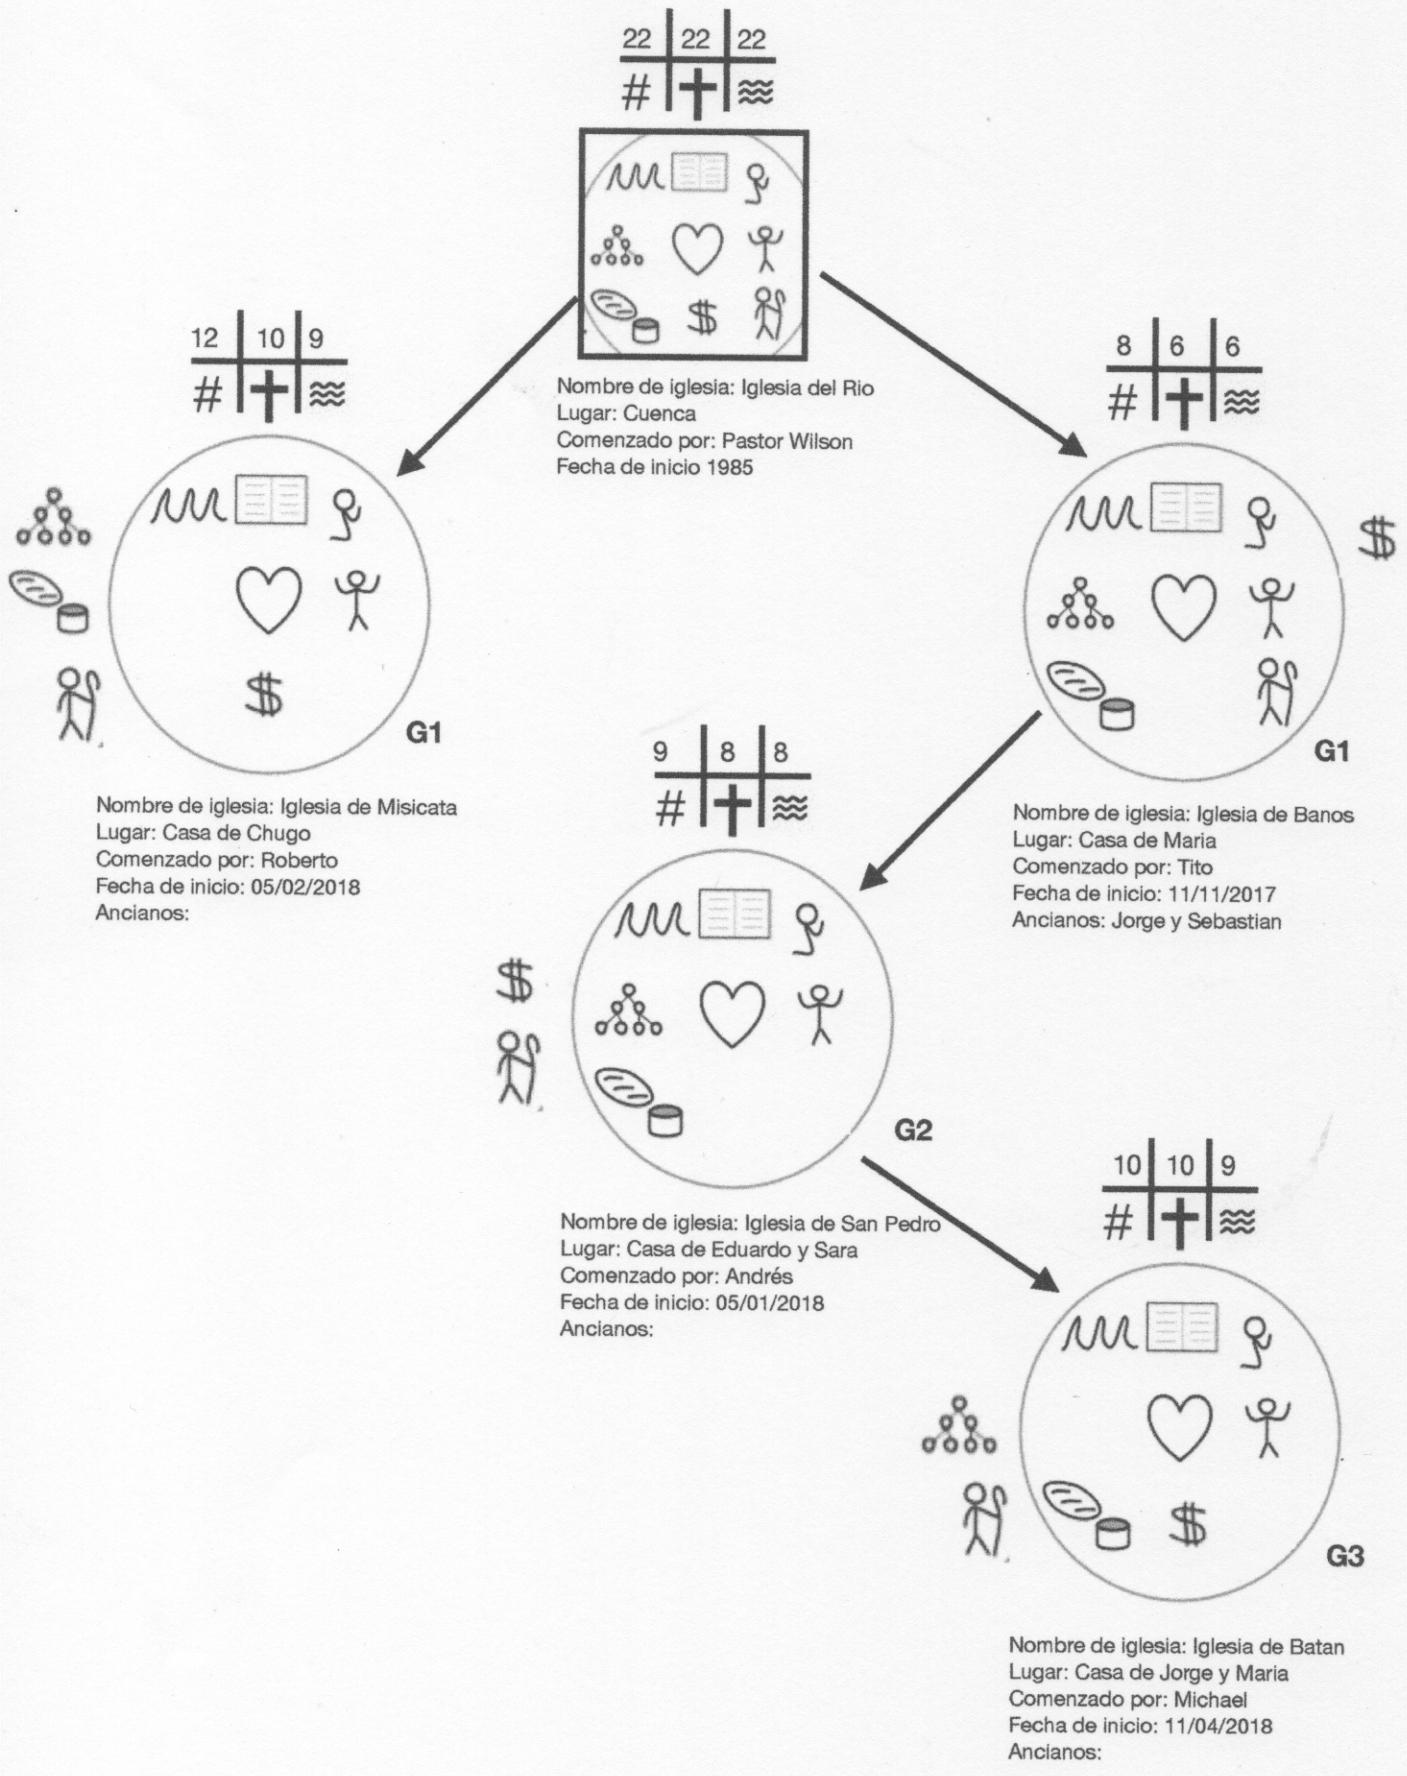 22 22 22
#
Nombre de iglesia: Iglesia del Rio
Lugar: Cuenca
Comenzado por: Pastor Wilson
Fecha de inicio 1985
$
12 10 9
#
$
G1
Nombre de iglesia: Iglesia de Misicata
Lugar: Casa de Chugo
Comenzado por: Roberto
Fecha de inicio: 05/02/2018
Ancianos:
8 6 6
#
$
G1
Nombre de iglesia: Iglesia de Banos
Lugar: Casa de Maria
Comenzado por: Tito
Fecha de inicio: 11/11/2017
Ancianos: Jorge y Sebastian
9 8 8
#
$
G2
Nombre de iglesia: Iglesia de San Pedro
Lugar: Casa de Eduardo y Sara
Comenzado por: Andrés
Fecha de inicio: 05/01/2018
Ancianos:
10 10 9
#
$
G3
Nombre de iglesia: Iglesia de Batan
Lugar: Casa de Jorge y Maria
Comenzado por: Michael
Fecha de inicio: 11/04/2018
Ancianos: